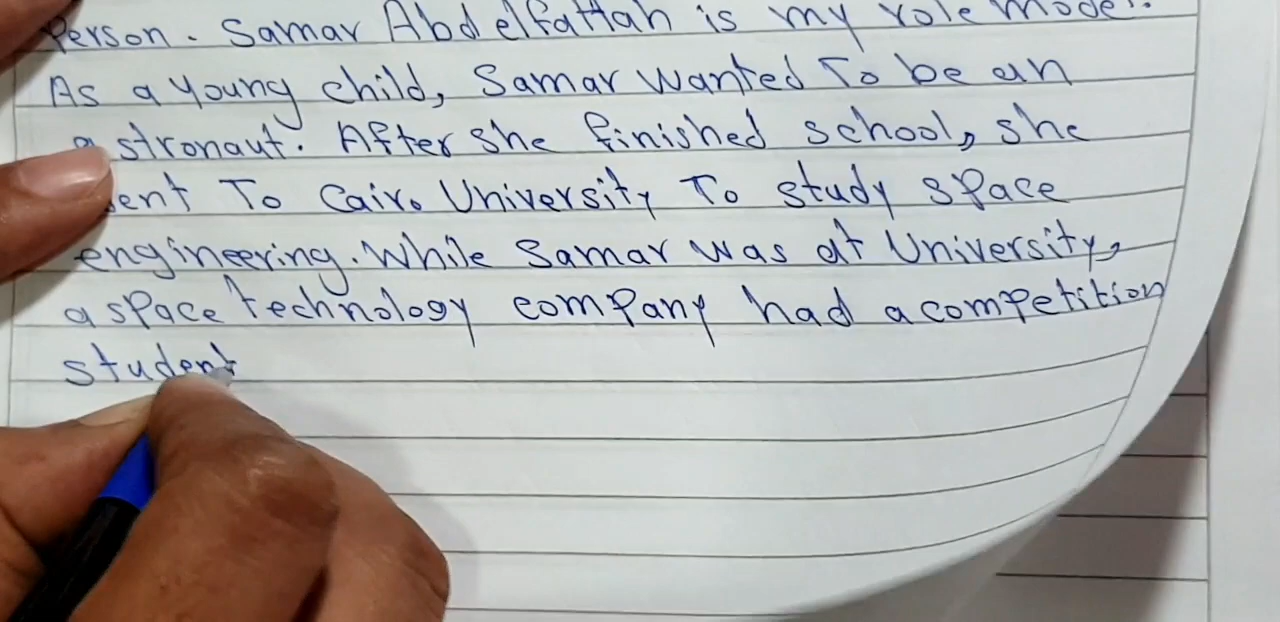 Person. Samar Abdelfattah is my role model.
As a young child, Samar wanted To be an
astronaut. After she finished school, she
To Cairo University To study space
engineering. While Samar was at University,
a space technology company had a competition
student